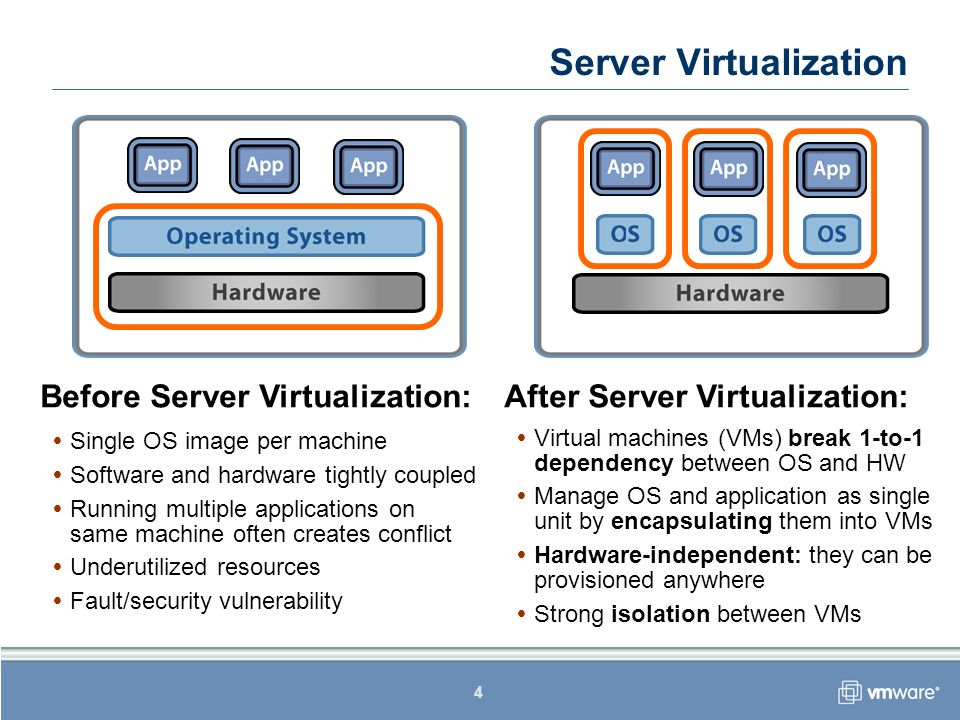 Server Virtualization
App App App
Operating System
Hardware
App App App
OS OS OS
Hardware
Before Server Virtualization:
• Single OS image per machine
• Software and hardware tightly coupled
• Running multiple applications on
same machine often creates conflict
• Underutilized resources
• Fault/security vulnerability
After Server Virtualization:
• Virtual machines (VMs) break 1-to-1
dependency between OS and HW
• Manage OS and application as single
unit by encapsulating them into VMs
• Hardware-independent: they can be
provisioned anywhere
• Strong isolation between VMs
4
vmware®